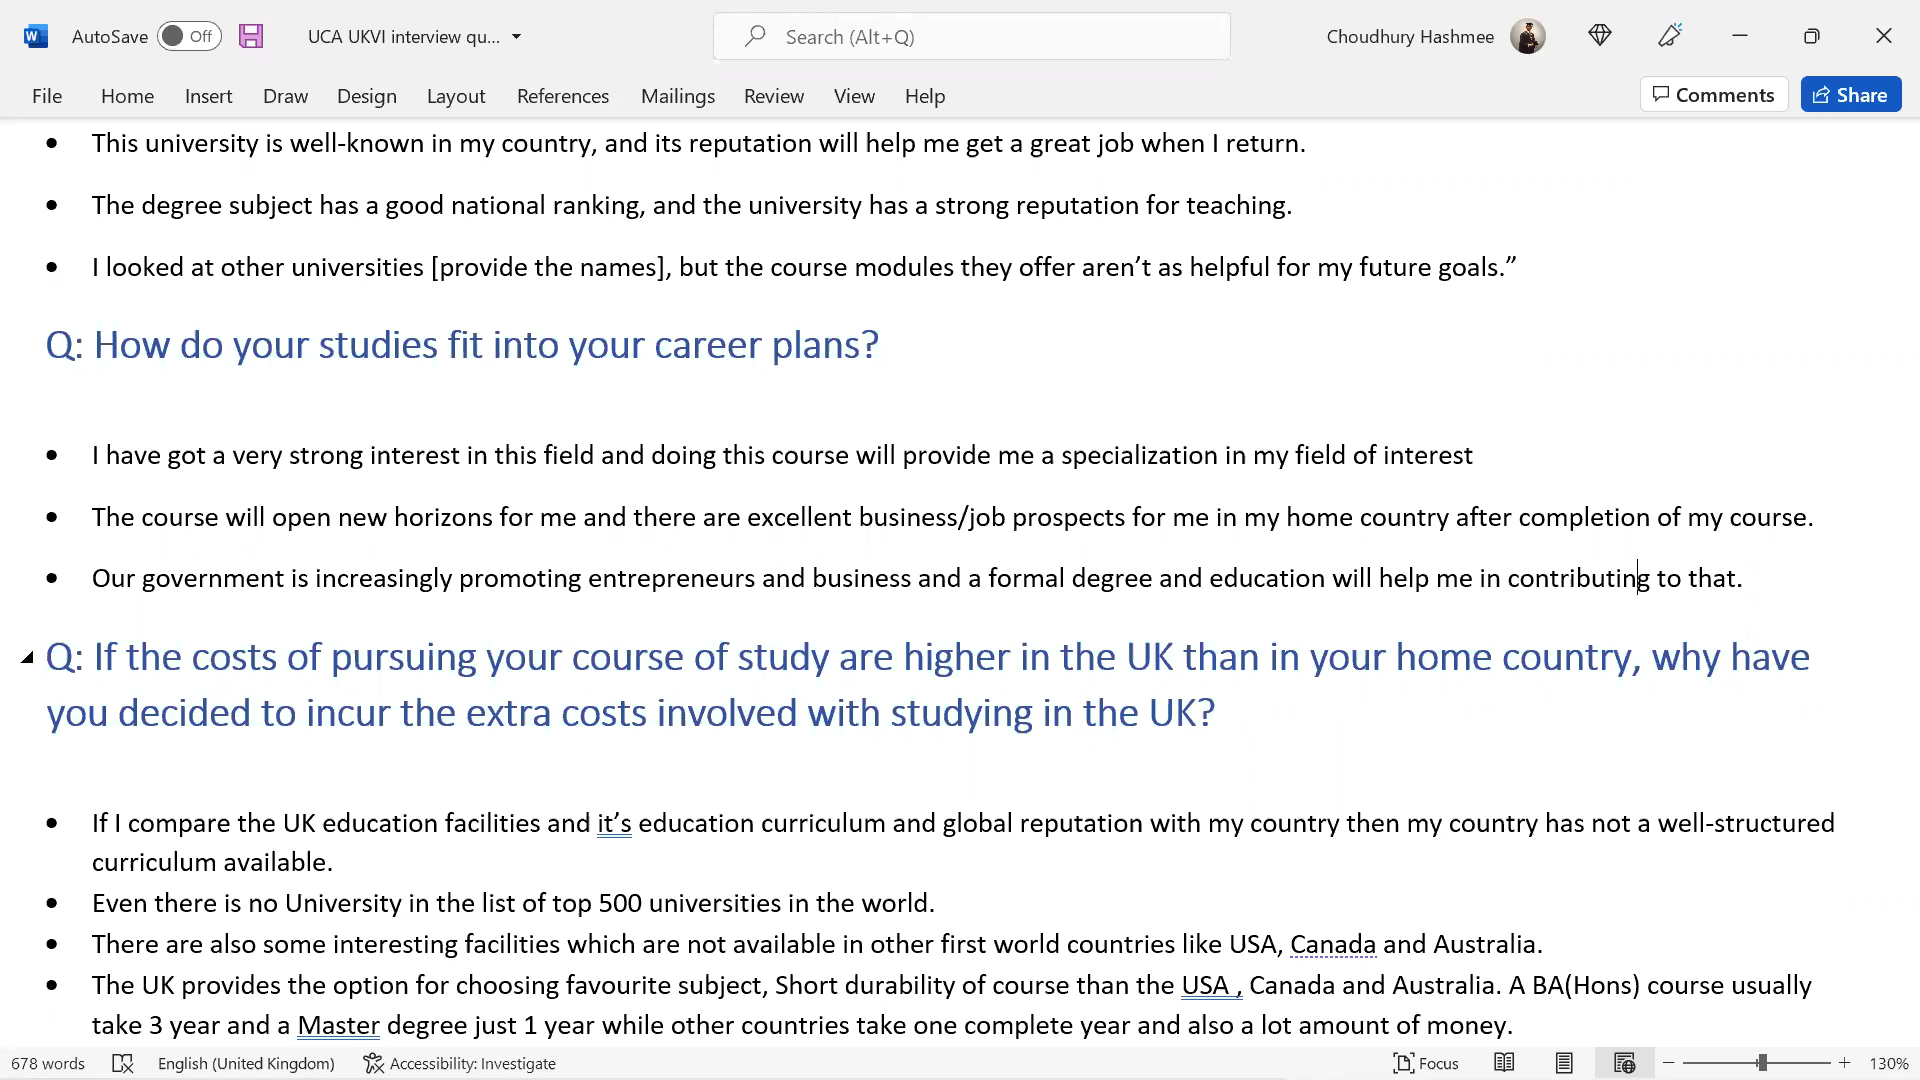 AutoSave Off UCA UKVI interview qu... Search (Alt+Q) Choudhury Hashmee
File Home Insert Draw Design Layout References Mailings Review View Help Comments Share
• This university is well-known in my country, and its reputation will help me get a great job when I return.
• The degree subject has a good national ranking, and the university has a strong reputation for teaching.
• I looked at other universities [provide the names], but the course modules they offer aren’t as helpful for my future goals.”
Q: How do your studies fit into your career plans?
• I have got a very strong interest in this field and doing this course will provide me a specialization in my field of interest
• The course will open new horizons for me and there are excellent business/job prospects for me in my home country after completion of my course.
• Our government is increasingly promoting entrepreneurs and business and a formal degree and education will help me in contributing to that.
Q: If the costs of pursuing your course of study are higher in the UK than in your home country, why have
you decided to incur the extra costs involved with studying in the UK?
• If I compare the UK education facilities and it’s education curriculum and global reputation with my country then my country has not a well-structured
curriculum available.
• Even there is no University in the list of top 500 universities in the world.
• There are also some interesting facilities which are not available in other first world countries like USA, Canada and Australia.
• The UK provides the option for choosing favourite subject, Short durability of course than the USA , Canada and Australia. A BA(Hons) course usually
take 3 year and a Master degree just 1 year while other countries take one complete year and also a lot amount of money.
678 words English (United Kingdom) Accessibility: Investigate Focus 130%